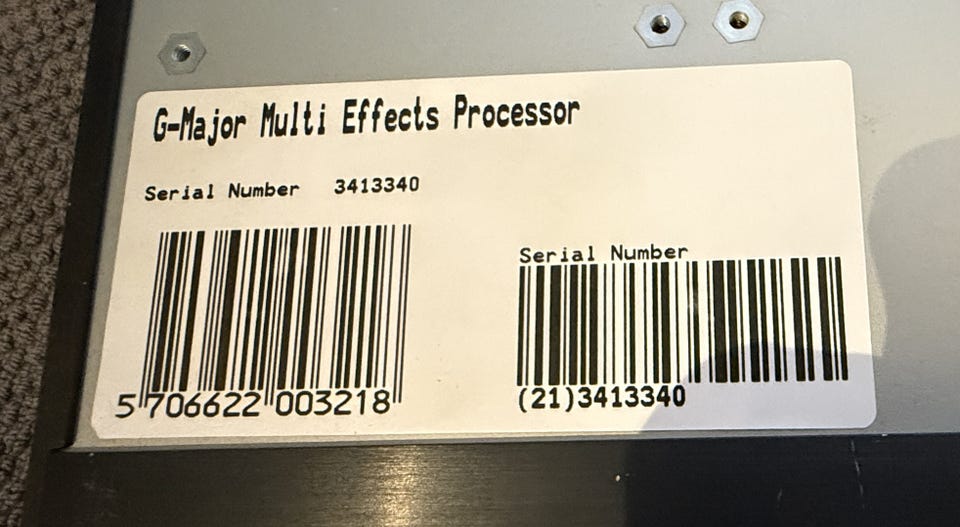 G-Major Multi Effects Processor
Serial Number 3413340
Serial Number
5 706622 003218
(21)3413340